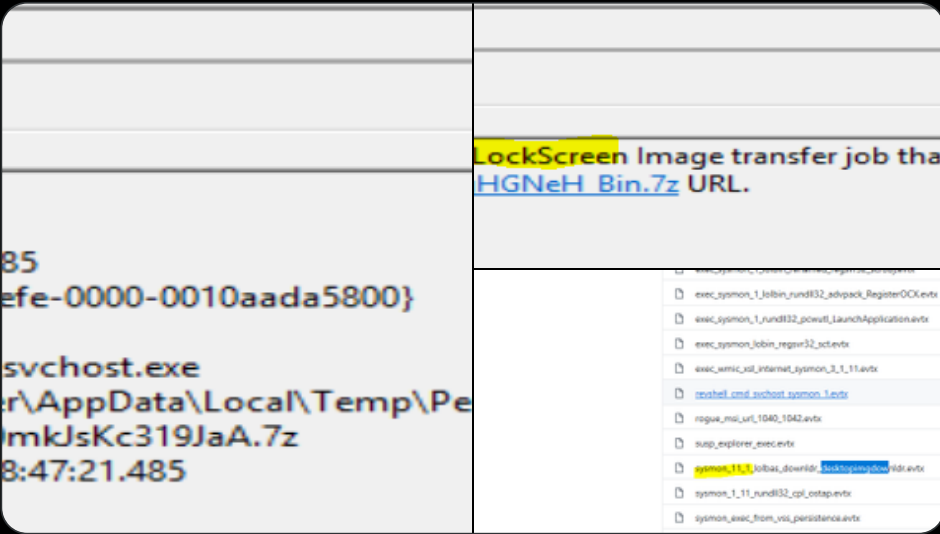 85
efe-0000-0010aada5800}
svchost.exe
er\AppData\Local\Temp\Pe
0mkJsKc319JaA.7z
8:47:21.485
LockScreen Image transfer job tha
HGNeH_Bin.7z URL.
exec_sysmon_1_lolbin_rundll32_advpack_RegisterOCX.evtx
exec_sysmon_1_rundll32_pcwutl_LaunchApplication.evtx
exec_sysmon_lobin_regsvr32_sct.evtx
exec_wmic_xsl_internet_sysmon_3_1_11.evtx
revshell_cmd_svchost_sysmon_1.evtx
rogue_msi_url_1040_1042.evtx
susp_explorer_exec.evtx
sysmon_11_1_lolbas_downldr_desktopimgdownldr.evtx
sysmon_1_11_rundll32_cpl_ostap.evtx
sysmon_exec_from_vss_persistence.evtx